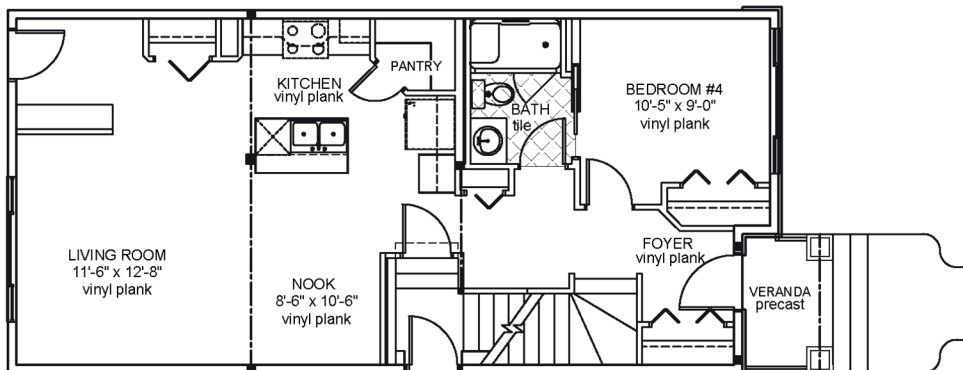 KITCHEN
vinyl plank
PANTRY
BATH
tile
BEDROOM #4
10'-5" x 9'-0"
vinyl plank
LIVING ROOM
11'-6" x 12'-8"
vinyl plank
NOOK
8'-6" x 10'-6"
vinyl plank
FOYER
vinyl plank
VERANDA
precast